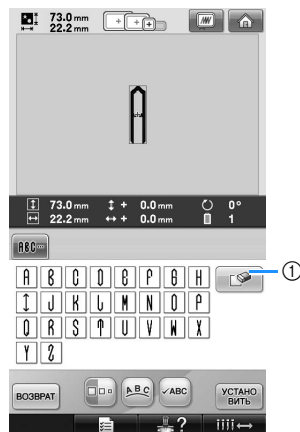 73.0 mm
22.2 mm
73.0 mm + 0.0 mm 0°
22.2 mm + 0.0 mm 1
ABC
A B C D E F G H
I J K L M N O P
Q R S T U V W X
Y Z
1
ВОЗВРАТ
ABC
ABC
УСТАНО
ВИТЬ
?